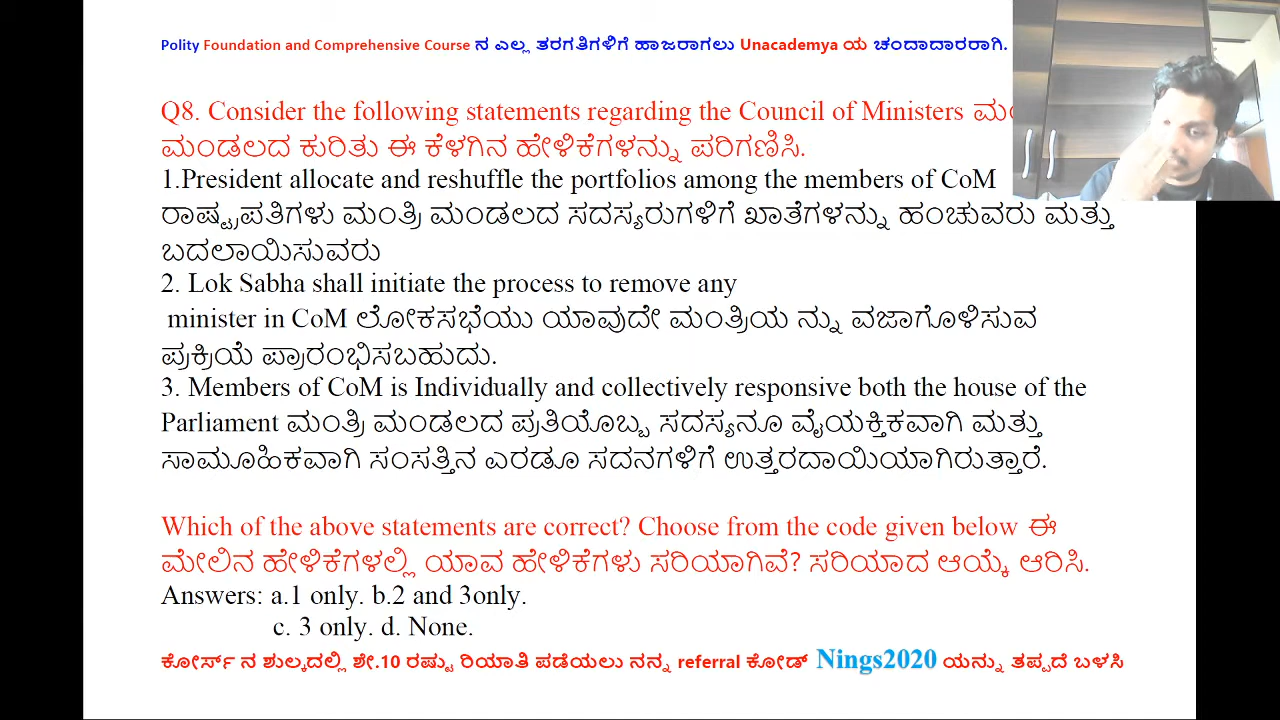 Polity Foundation and Comprehensive Course ನ ಎಲ್ಲ ತರಗತಿಗಳಿಗೆ ಹಾಜರಾಗಲು Unacademya ಯ ಚಂದಾದಾರರಾಗಿ.
Q8. Consider the following statements regarding the Council of Ministers
ಮಂಡಲದ ಕುರಿತು ಈ ಕೆಳಗಿನ ಹೇಳಿಕೆಗಳನ್ನು ಪರಿಗಣಿಸಿ.
1.President allocate and reshuffle the portfolios among the members of CoM
ರಾಷ್ಟ್ರಪತಿಗಳು ಮಂತ್ರಿ ಮಂಡಲದ ಸದಸ್ಯರುಗಳಿಗೆ ಖಾತೆಗಳನ್ನು ಹಂಚುವರು ಮತ್ತು
ಬದಲಾಯಿಸುವರು
2. Lok Sabha shall initiate the process to remove any
minister in CoM ಲೋಕಸಭೆಯು ಯಾವುದೇ ಮಂತ್ರಿಯ ನ್ನು ವಜಾಗೊಳಿಸುವ
ಪ್ರಕ್ರಿಯೆ ಪ್ರಾರಂಭಿಸಬಹುದು.
3. Members of CoM is Individually and collectively responsive both the house of the
Parliament ಮಂತ್ರಿ ಮಂಡಲದ ಪ್ರತಿಯೊಬ್ಬ ಸದಸ್ಯನೂ ವೈಯಕ್ತಿಕವಾಗಿ ಮತ್ತು
ಸಾಮೂಹಿಕವಾಗಿ ಸಂಸತ್ತಿನ ಎರಡೂ ಸದನಗಳಿಗೆ ಉತ್ತರದಾಯಿಯಾಗಿರುತ್ತಾರೆ.
Which of the above statements are correct? Choose from the code given below ಈ
ಮೇಲಿನ ಹೇಳಿಕೆಗಳಲ್ಲಿ ಯಾವ ಹೇಳಿಕೆಗಳು ಸರಿಯಾಗಿವೆ? ಸರಿಯಾದ ಆಯ್ಕೆ ಆರಿಸಿ.
Answers: a.1 only. b.2 and 3only.
c. 3 only. d. None.
ಕೋರ್ಸ್ ನ ಶುಲ್ಕದಲ್ಲಿ ಶೇ.10 ರಷ್ಟು ರಿಯಾತಿ ಪಡೆಯಲು ನನ್ನ referral ಕೋಡ್ Nings2020 ಯನ್ನು ತಪ್ಪದೆ ಬಳಸಿ